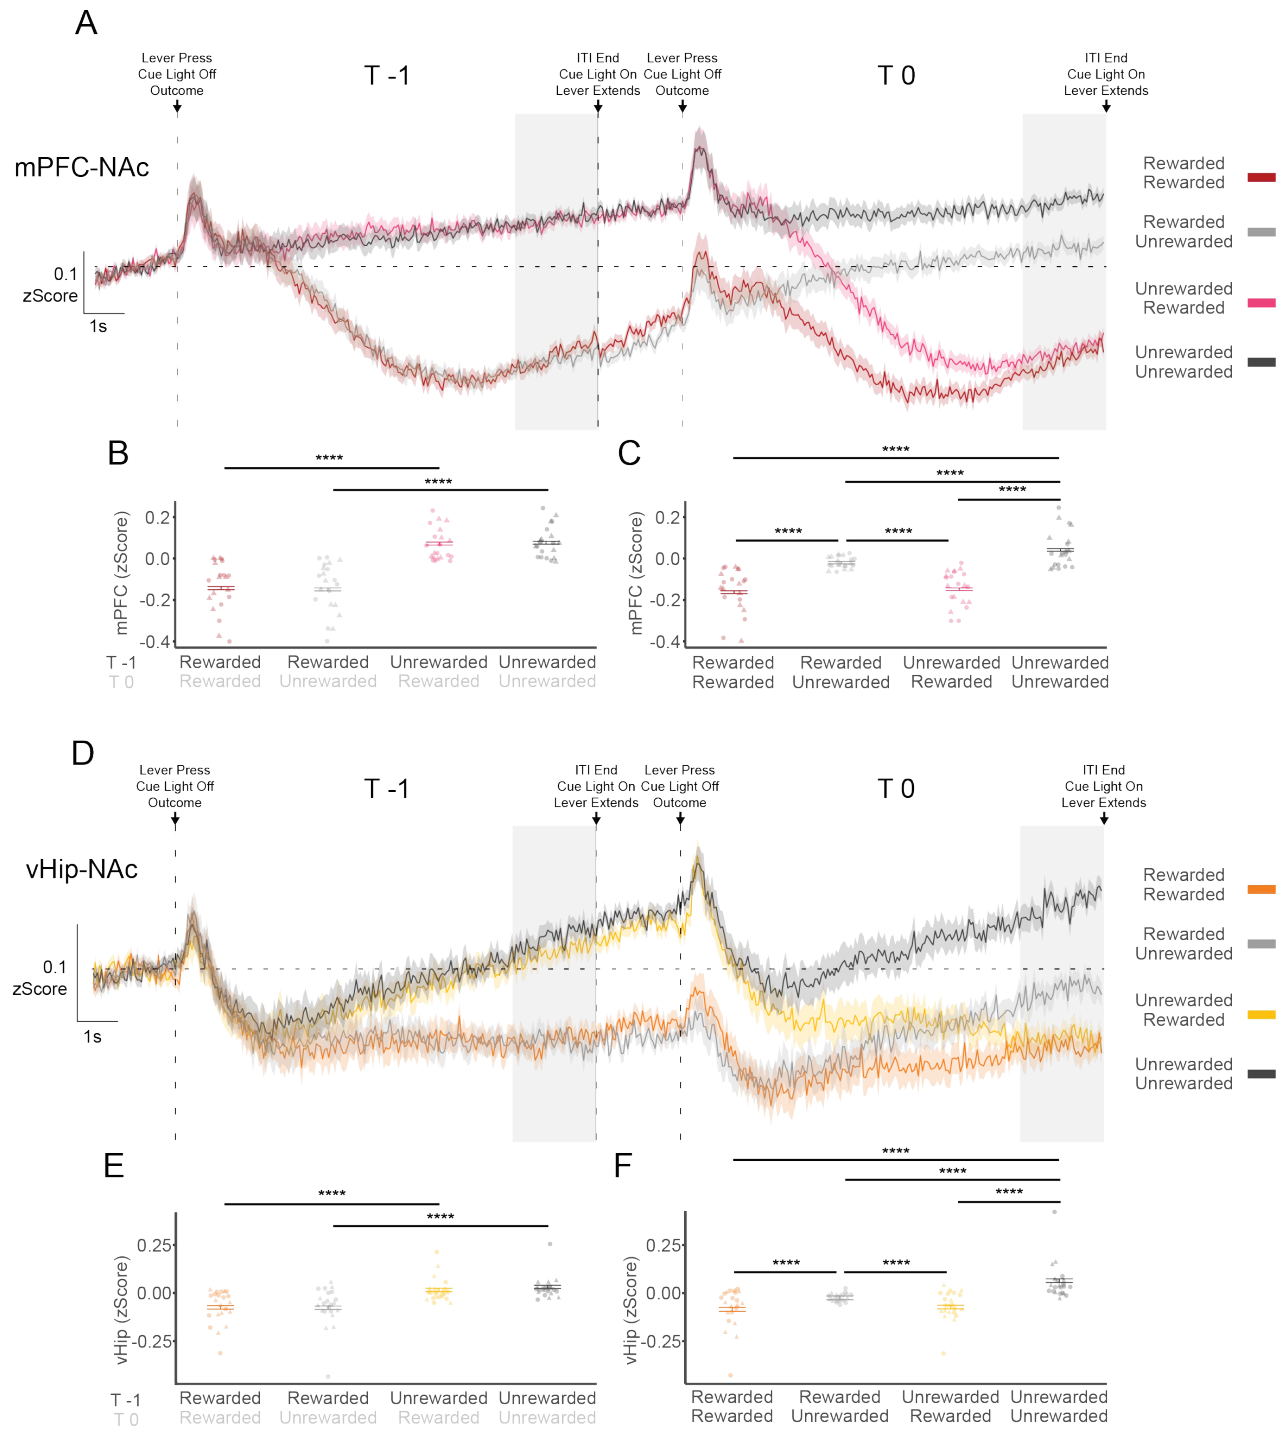 A
Lever Press
Cue Light Off
Outcome
T -1
ITI End
Cue Light On
Lever Extends
Lever Press
Cue Light Off
Outcome
T 0
ITI End
Cue Light On
Lever Extends
mPFC-NAc
0.1
zScore
1s
Rewarded
Rewarded
Rewarded
Unrewarded
Unrewarded
Rewarded
Unrewarded
Unrewarded
B
****
****
mPFC (zScore)
0.2
0.0
-0.2
-0.4
T -1
T 0
Rewarded
Rewarded
Rewarded
Unrewarded
Unrewarded
Rewarded
Unrewarded
Unrewarded
C
****
****
****
****
****
mPFC (zScore)
0.2
0.0
-0.2
-0.4
Rewarded
Rewarded
Rewarded
Unrewarded
Unrewarded
Rewarded
Unrewarded
Unrewarded
D
Lever Press
Cue Light Off
Outcome
T -1
ITI End
Cue Light On
Lever Extends
Lever Press
Cue Light Off
Outcome
T 0
ITI End
Cue Light On
Lever Extends
vHip-NAc
0.1
zScore
1s
Rewarded
Rewarded
Rewarded
Unrewarded
Unrewarded
Rewarded
Unrewarded
Unrewarded
E
****
****
vHip (zScore)
0.25
0.00
-0.25
T -1
T 0
Rewarded
Rewarded
Rewarded
Unrewarded
Unrewarded
Rewarded
Unrewarded
Unrewarded
F
****
****
****
****
****
vHip (zScore)
0.25
0.00
-0.25
Rewarded
Rewarded
Rewarded
Unrewarded
Unrewarded
Rewarded
Unrewarded
Unrewarded